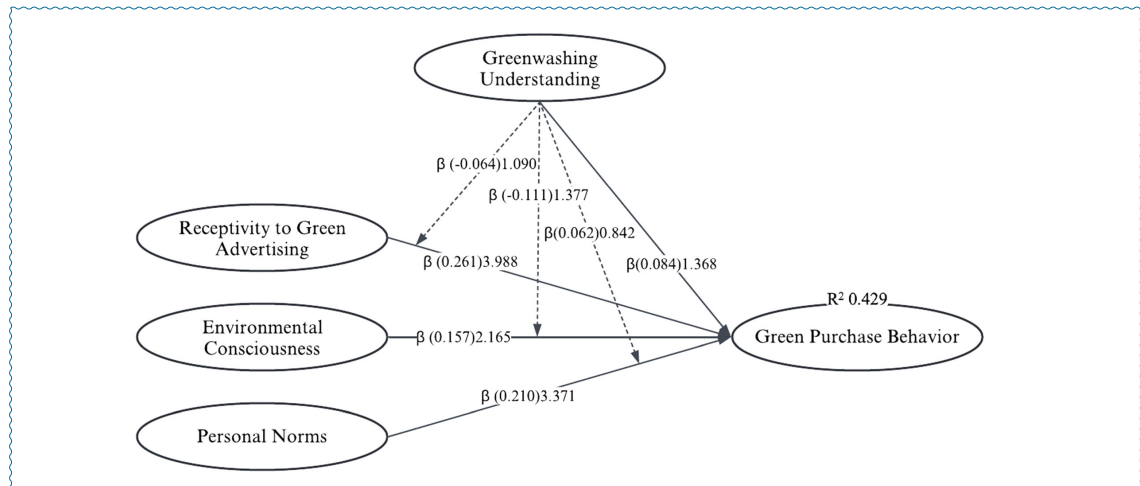 Greenwashing
Understanding
β (-0.064)1.090
β (-0.111)1.377
Receptivity to Green
Advertising
β(0.062)0.842
β (0.261)3.988
β(0.084)1.368
R² 0.429
Environmental
Consciousness
β (0.157)2.165
Green Purchase Behavior
β (0.210)3.371
Personal Norms